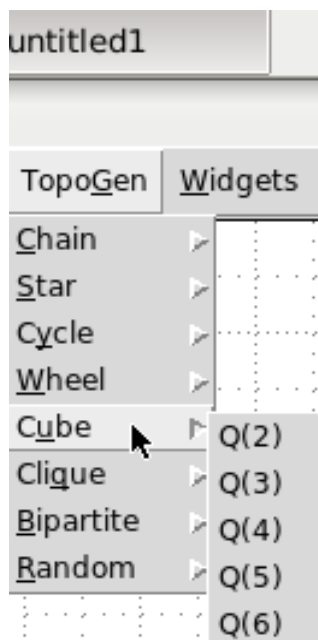 untitled1
TopoGen Widgets
Chain
Star
Cycle
Wheel
Cube
Clique
Bipartite
Random
Q(2)
Q(3)
Q(4)
Q(5)
Q(6)